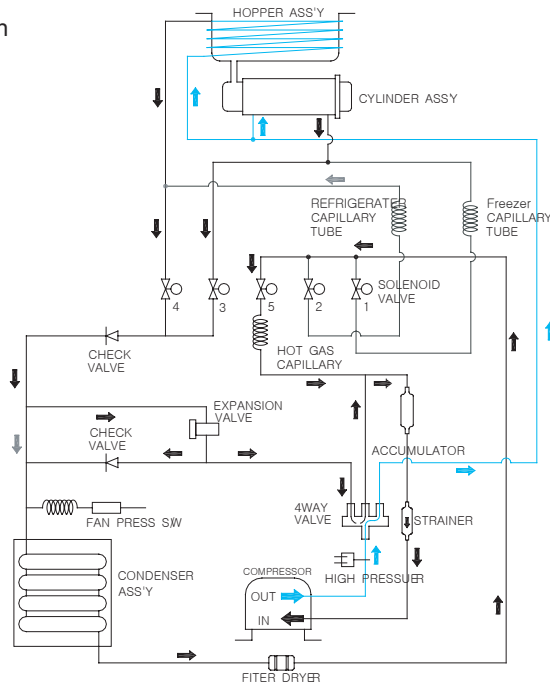 n
HOPPER ASS'Y
CYLINDER ASS'Y
REFRIGERATER
CAPILLARY
TUBE
Freezer
CAPILLARY
TUBE
SOLENOID
VALVE
4
3
5
2
1
CHECK
VALVE
HOT GAS
CAPILLARY
EXPANSION
VALVE
CHECK
VALVE
ACCUMULATOR
4WAY
VALVE
STRAINER
FAN PRESS S/W
HIGH PRESSUER
CONDENSER
ASS'Y
COMPRESSOR
OUT
IN
FITER DRYER